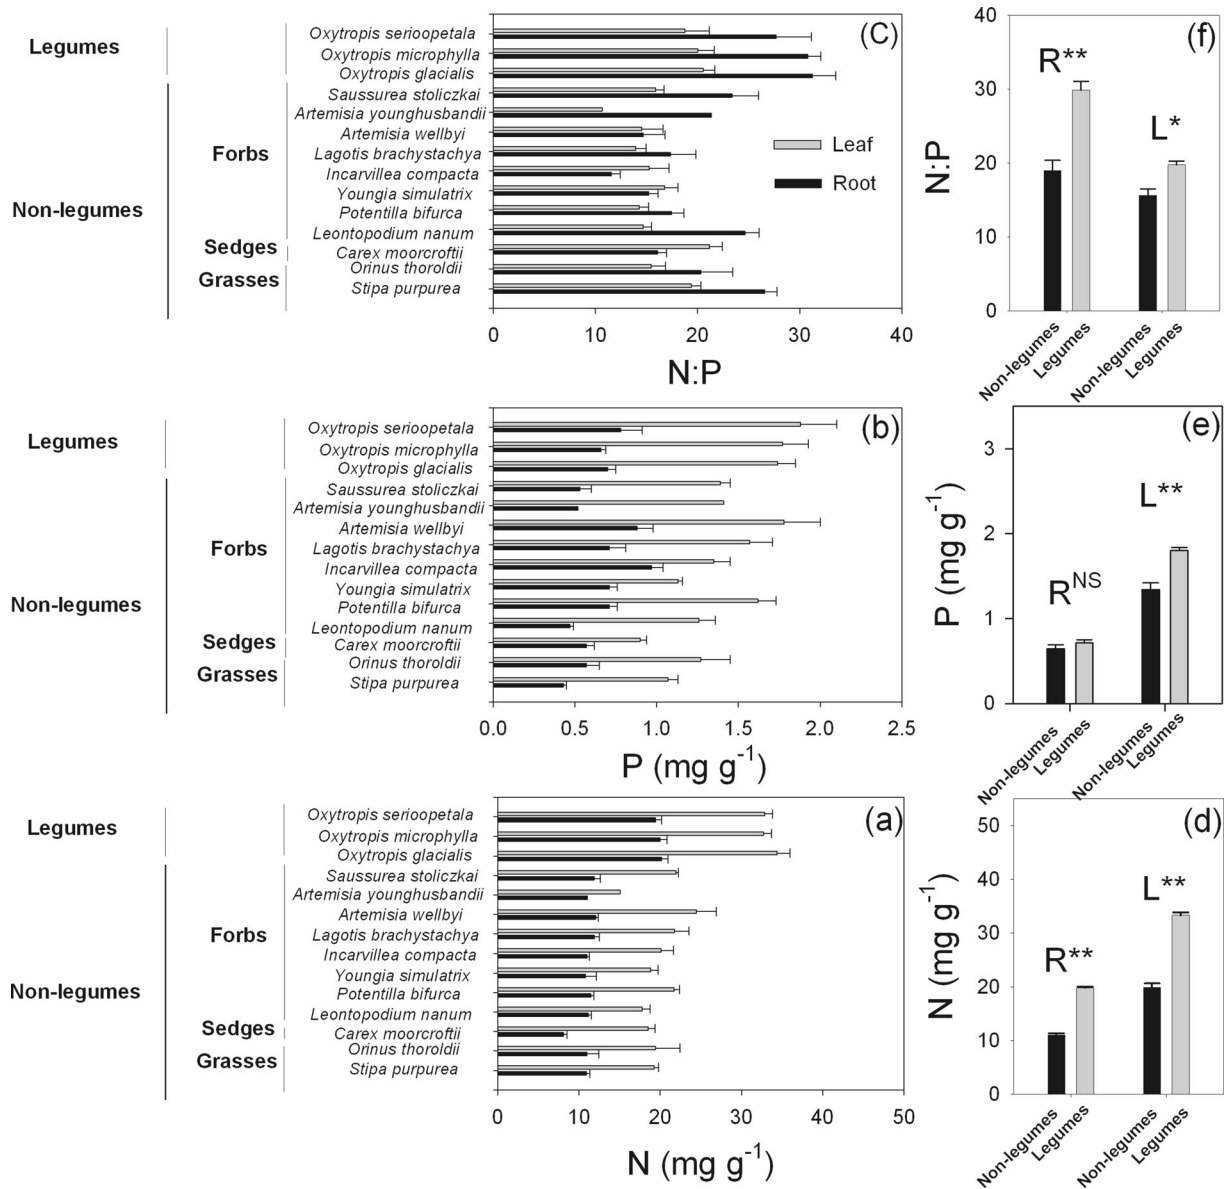 (C)
Legumes
Oxytropis serioopetala
Oxytropis microphylla
Oxytropis glacialis
Saussurea stoliczkai
Artemisia younghusbandii
Artemisia wellbyi
Forbs
Lagotis brachystachya
Incarvillea compacta
Youngia simulatrix
Non-legumes
Potentilla bifurca
Leontopodium nanum
Sedges
Carex moorcroftii
Orinus thoroldii
Grasses
Stipa purpurea
Leaf
Root
0 10 20 30 40
N:P
(f)
40
30
20
10
0
N:P
R**
L*
Non-legumes
Legumes
Non-legumes
Legumes
(b)
Legumes
Oxytropis serioopetala
Oxytropis microphylla
Oxytropis glacialis
Saussurea stoliczkai
Artemisia younghusbandii
Artemisia wellbyi
Forbs
Lagotis brachystachya
Incarvillea compacta
Youngia simulatrix
Non-legumes
Potentilla bifurca
Leontopodium nanum
Sedges
Carex moorcroftii
Orinus thoroldii
Grasses
Stipa purpurea
0.0 0.5 1.0 1.5 2.0 2.5
P (mg g-1)
(e)
3
2
1
0
P (mg g-1)
RNS
L**
Non-legumes
Legumes
Non-legumes
Legumes
(a)
Legumes
Oxytropis serioopetala
Oxytropis microphylla
Oxytropis glacialis
Saussurea stoliczkai
Artemisia younghusbandii
Artemisia wellbyi
Forbs
Lagotis brachystachya
Incarvillea compacta
Youngia simulatrix
Non-legumes
Potentilla bifurca
Leontopodium nanum
Sedges
Carex moorcroftii
Orinus thoroldii
Grasses
Stipa purpurea
0 10 20 30 40 50
N (mg g-1)
(d)
50
40
30
20
10
0
N (mg g-1)
R**
L**
Non-legumes
Legumes
Non-legumes
Legumes